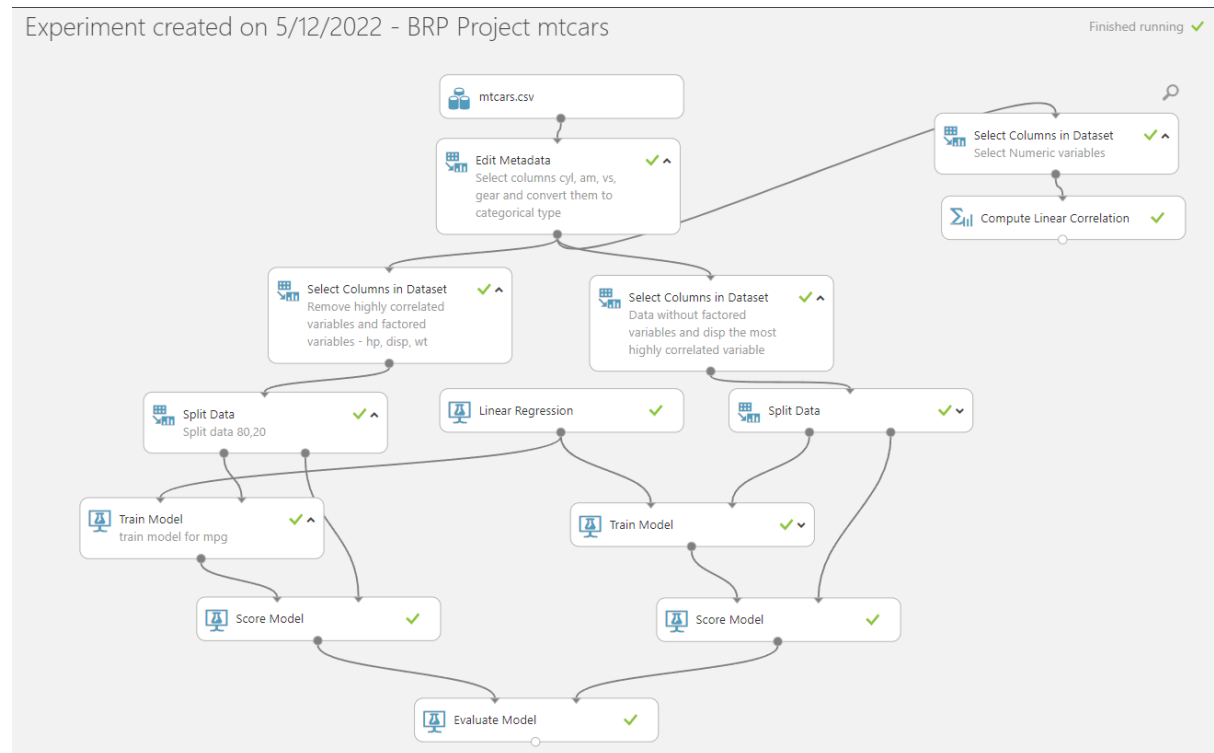 Experiment created on 5/12/2022 - BRP Project mtcars
Finished running
mtcars.csv
Edit Metadata
Select columns cyl, am, vs,
gear and convert them to
categorical type
Select Columns in Dataset
Select Numeric variables
Compute Linear Correlation
Select Columns in Dataset
Remove highly correlated
variables and factored
variables - hp, disp, wt
Select Columns in Dataset
Data without factored
variables and disp the most
highly correlated variable
Split Data
Split data 80,20
Linear Regression
Split Data
Train Model
train model for mpg
Train Model
Score Model
Score Model
Evaluate Model